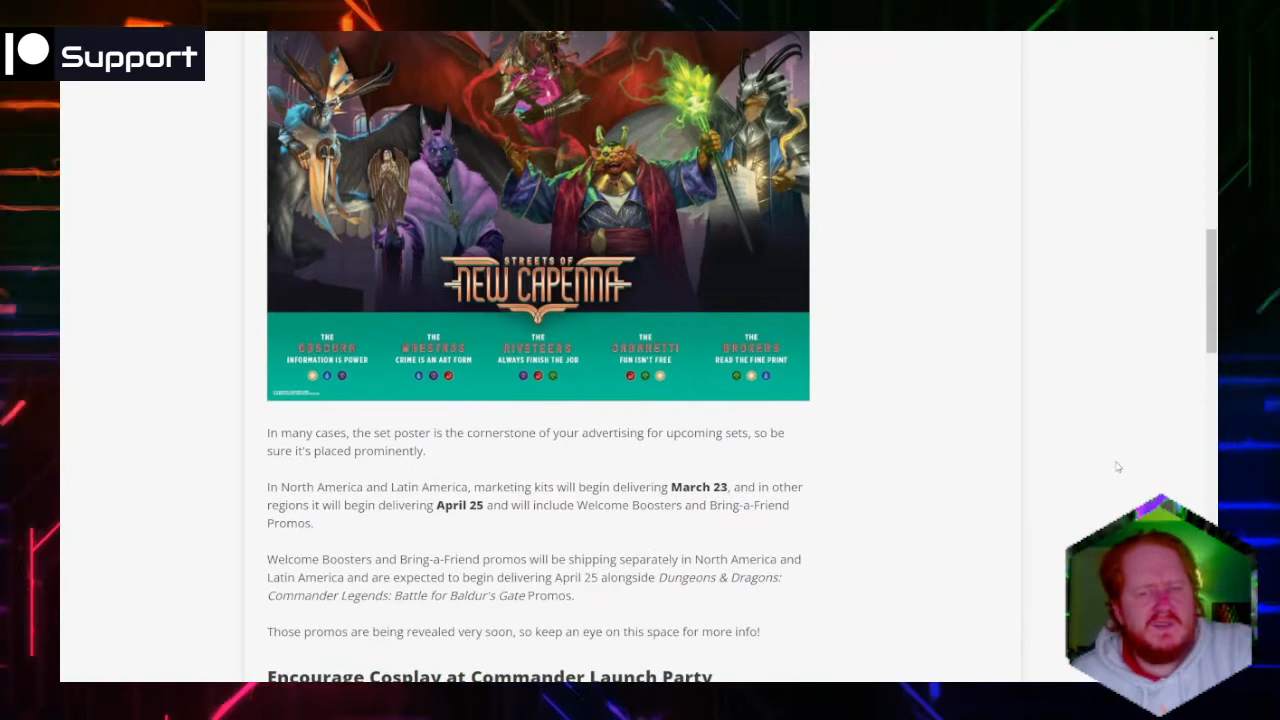 Support
STREETS OF
NEW CAPENNA
THE
OBSCURA
INFORMATION IS POWER
THE
MAESTROS
CRIME IS AN ART FORM
THE
RIVETEERS
ALWAYS FINISH THE JOB
THE
CABARETTI
FUN ISN'T FREE
THE
BROKERS
READ THE FINE PRINT
In many cases, the set poster is the cornerstone of your advertising for upcoming sets, so be
sure it's placed prominently.
In North America and Latin America, marketing kits will begin delivering March 23, and in other
regions it will begin delivering April 25 and will include Welcome Boosters and Bring-a-Friend
Promos.
Welcome Boosters and Bring-a-Friend promos will be shipping separately in North America and
Latin America and are expected to begin delivering April 25 alongside Dungeons & Dragons:
Commander Legends: Battle for Baldur's Gate Promos.
Those promos are being revealed very soon, so keep an eye on this space for more info!
Encourage Cosplay at Commander Launch Party